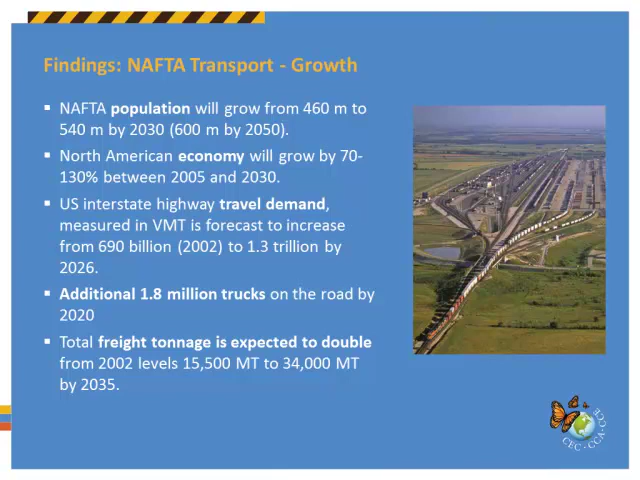 Findings: NAFTA Transport - Growth
▪ NAFTA population will grow from 460 m to
540 m by 2030 (600 m by 2050).
▪ North American economy will grow by 70-
130% between 2005 and 2030.
▪ US interstate highway travel demand,
measured in VMT is forecast to increase
from 690 billion (2002) to 1.3 trillion by
2026.
▪ Additional 1.8 million trucks on the road by
2020
▪ Total freight tonnage is expected to double
from 2002 levels 15,500 MT to 34,000 MT
by 2035.
CEC · CCA · CCE